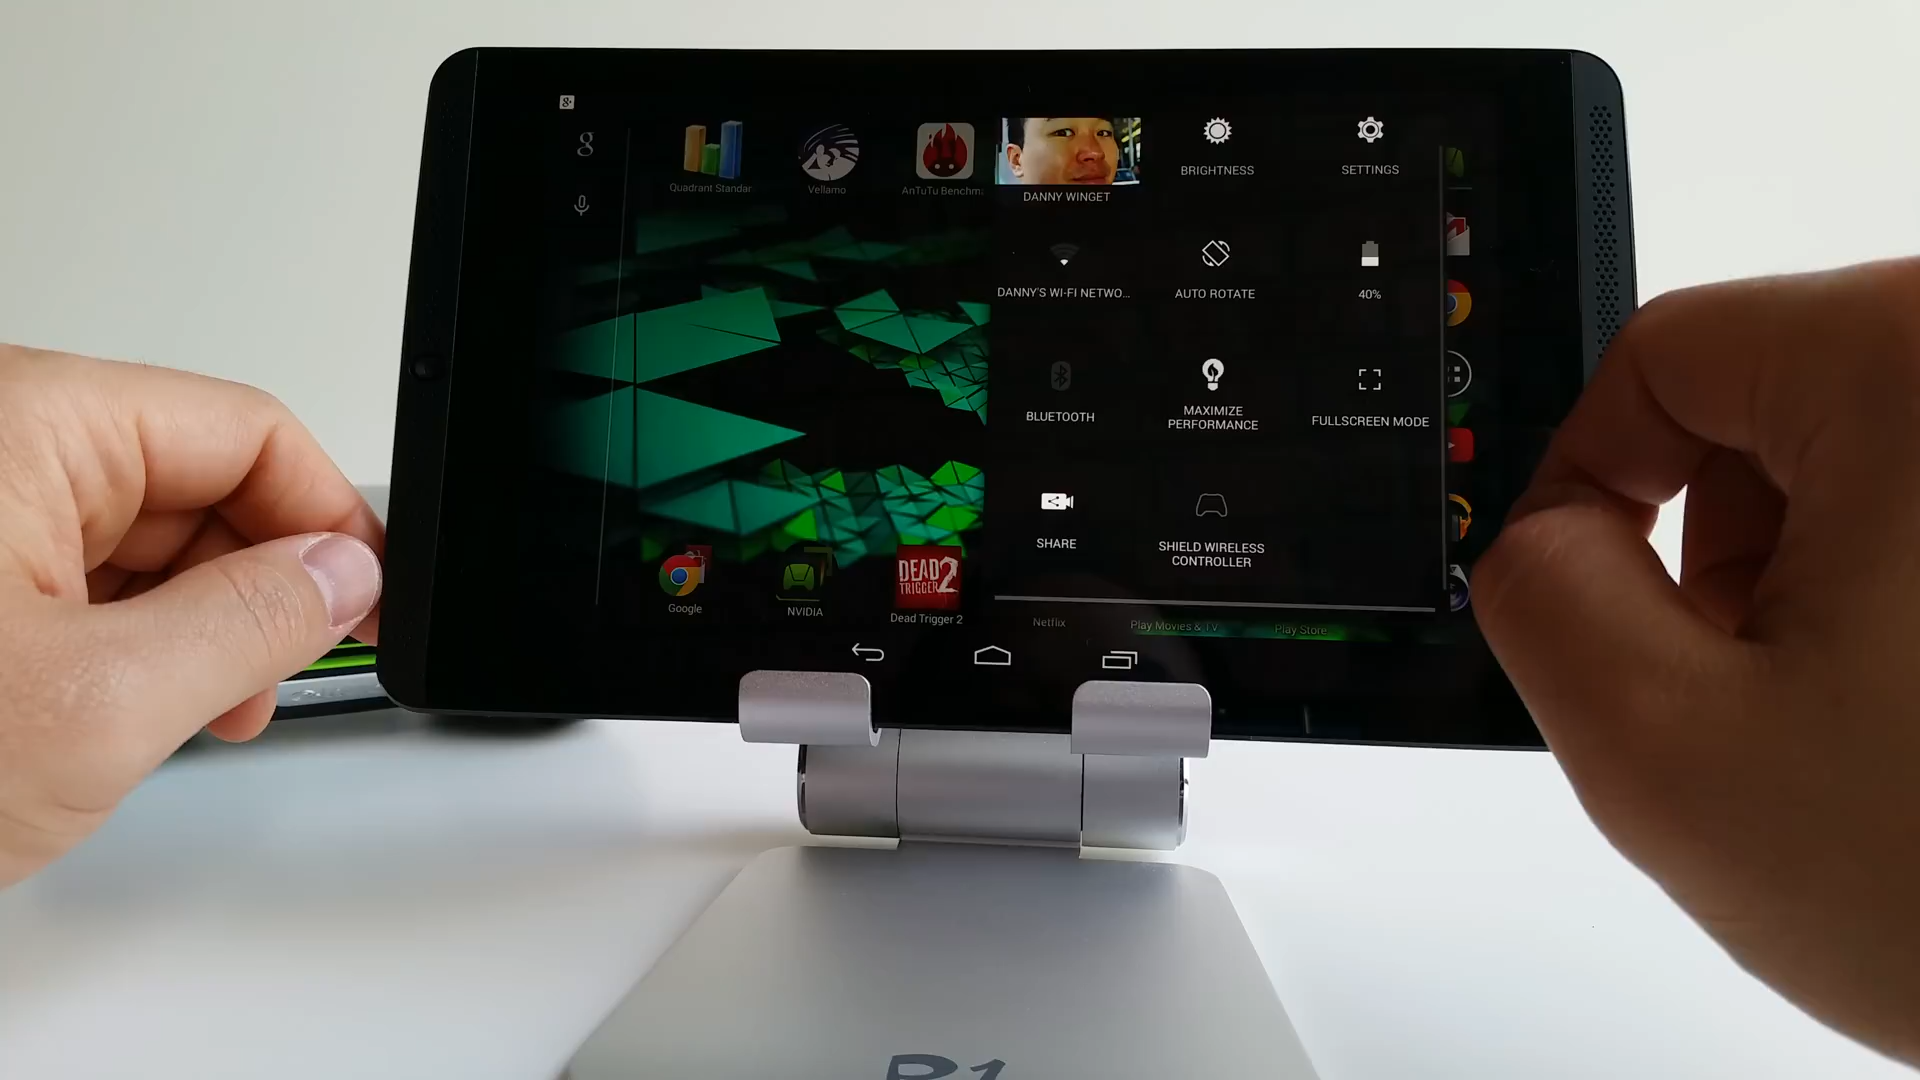 g+
g
Quadrant Standar
Vellamo
AnTuTu Benchma
DANNY WINGET
BRIGHTNESS
SETTINGS
DANNY'S WI-FI NETWO...
AUTO ROTATE
40%
BLUETOOTH
MAXIMIZE
PERFORMANCE
FULLSCREEN MODE
SHARE
SHIELD WIRELESS
CONTROLLER
Google
NVIDIA
DEAD
TRIGGER 2
Dead Trigger 2
Netflix
Play Movies & TV
Play Store